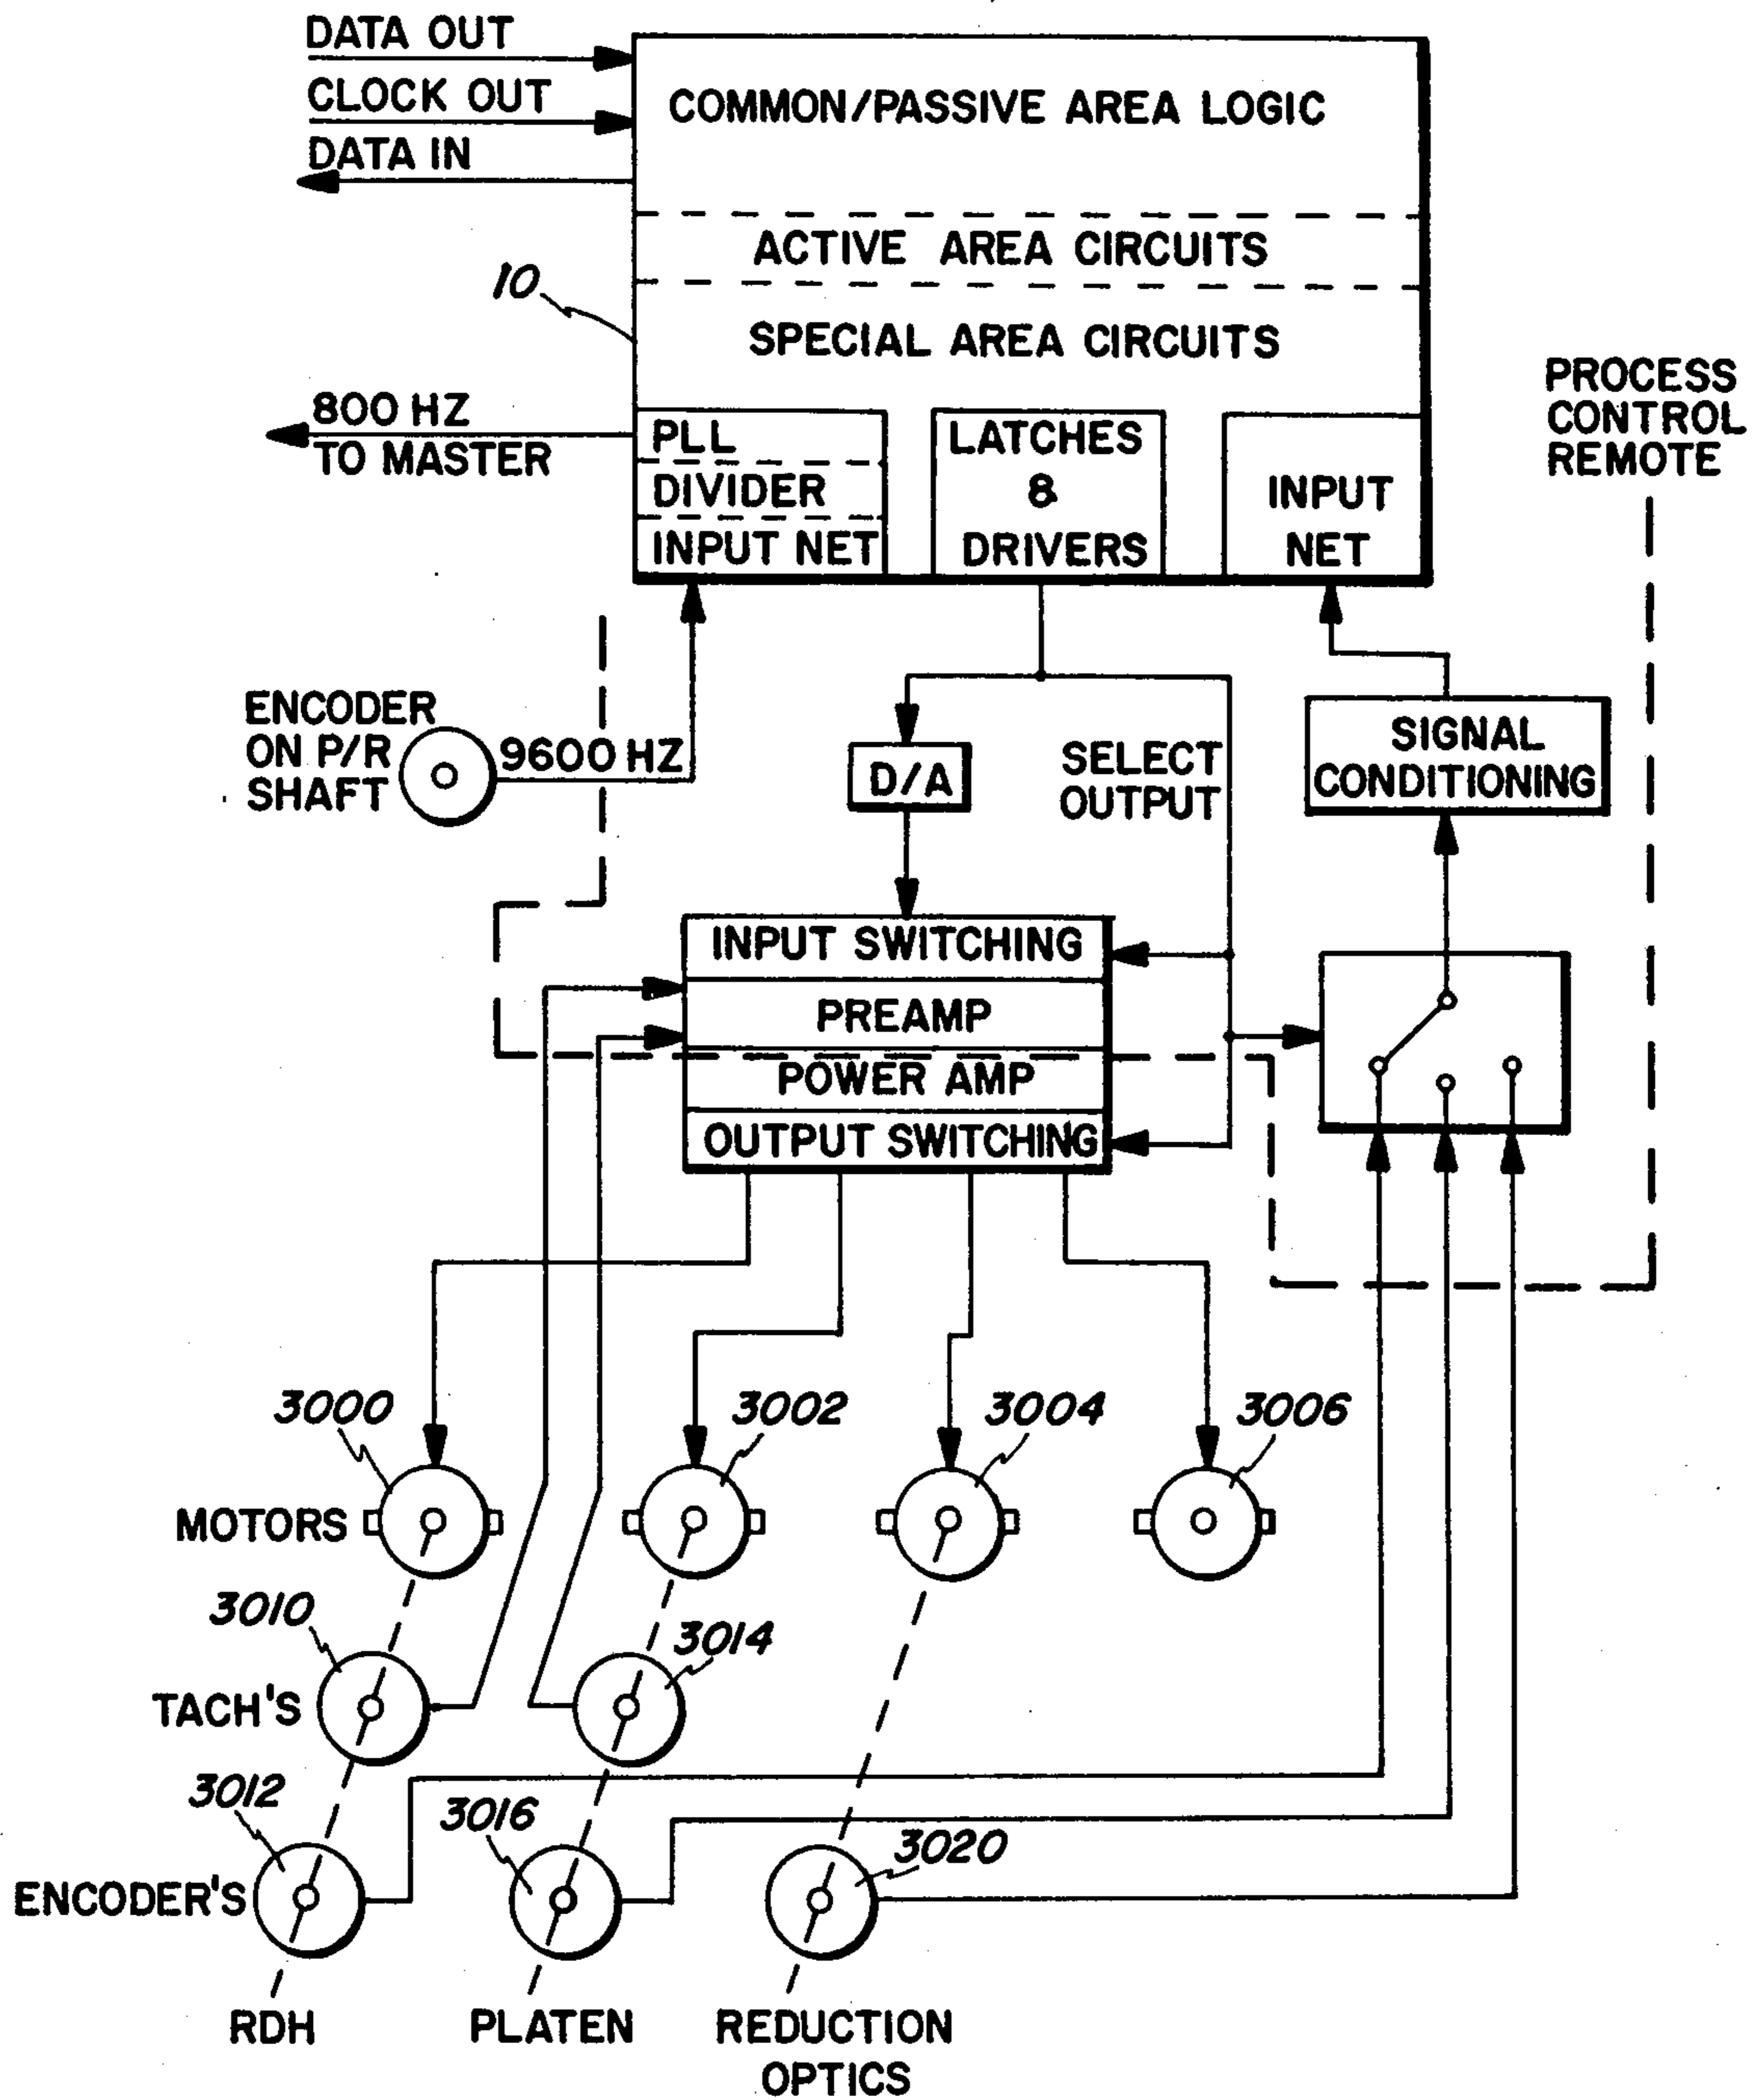 DATA OUT
CLOCK OUT
DATA IN
COMMON/PASSIVE AREA LOGIC
ACTIVE AREA CIRCUITS
10
SPECIAL AREA CIRCUITS
800 HZ
TO MASTER
PLL
DIVIDER
INPUT NET
LATCHES
&
DRIVERS
INPUT
NET
PROCESS
CONTROL
REMOTE
ENCODER
ON P/R
SHAFT
9600 HZ
D/A
SELECT
OUTPUT
SIGNAL
CONDITIONING
INPUT SWITCHING
PREAMP
POWER AMP
OUTPUT SWITCHING
3000
3002
3004
3006
MOTORS
3010
3014
TACH'S
3012
3016
3020
ENCODER'S
RDH
PLATEN
REDUCTION
OPTICS